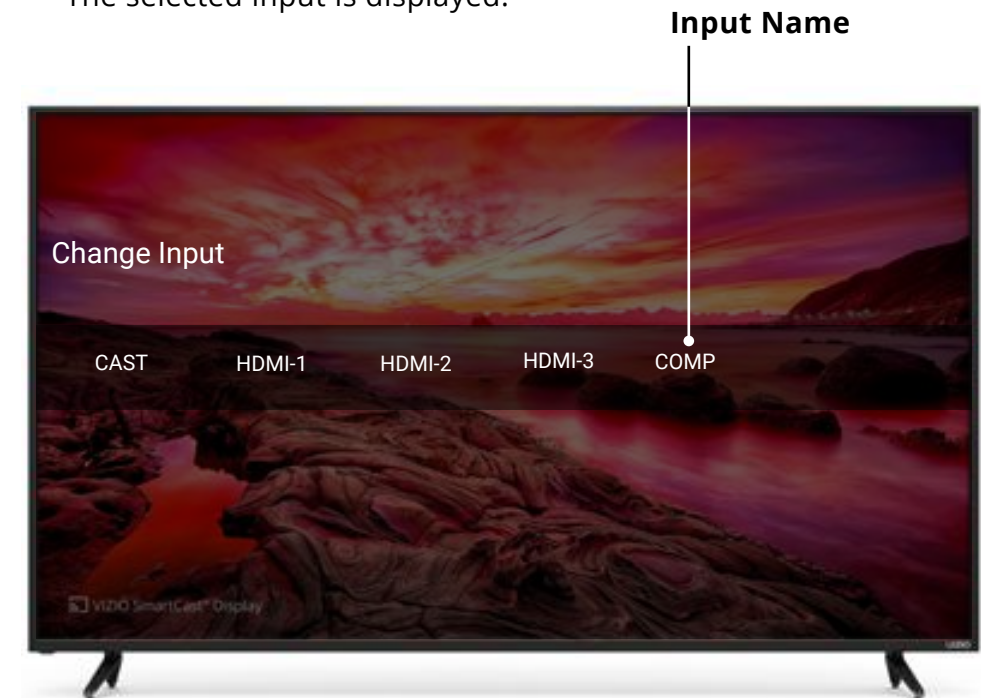 The selected input is displayed.
Input Name
Change Input
CAST HDMI-1 HDMI-2 HDMI-3 COMP
VIZIO SmartCast Display
VIZIO